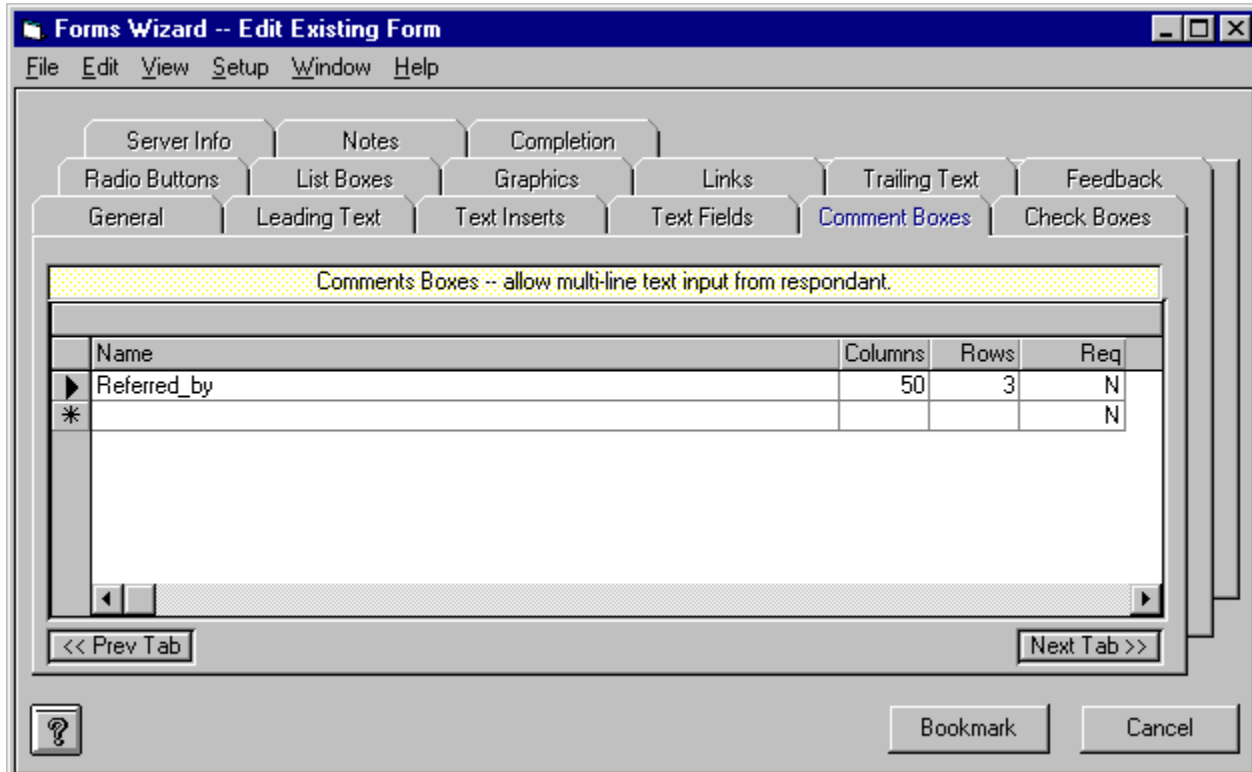 Forms Wizard -- Edit Existing Form
File Edit View Setup Window Help
Server Info Notes Completion
Radio Buttons List Boxes Graphics Links Trailing Text Feedback
General Leading Text Text Inserts Text Fields Comment Boxes Check Boxes
Comments Boxes -- allow multi-line text input from respondant.
Name Columns Rows Req
Referred_by 50 3 N
* N
<< Prev Tab Next Tab >>
? Bookmark Cancel